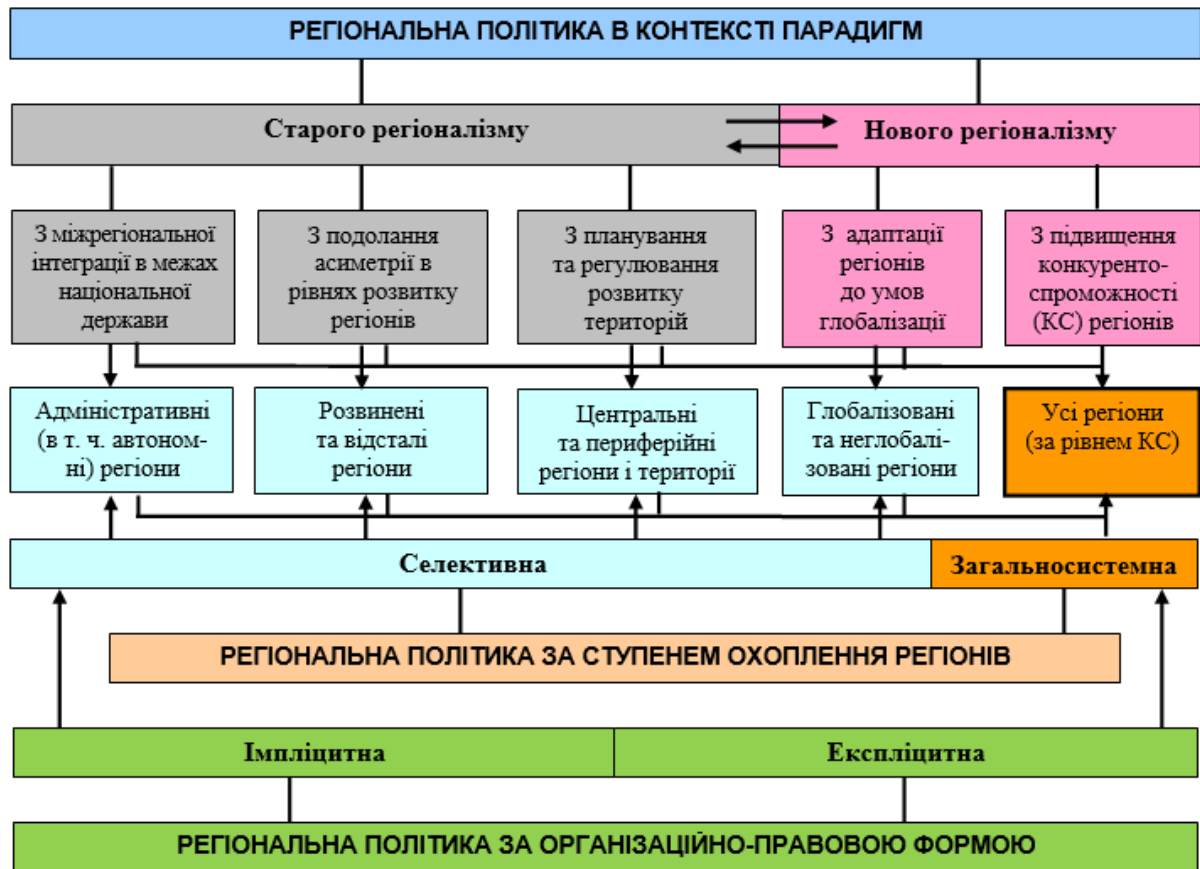 РЕГІОНАЛЬНА ПОЛІТИКА В КОНТЕКСТІ ПАРАДИГМ
Старого регіоналізму
Нового регіоналізму
З міжрегіональної
інтеграції в межах
національної
держави
З подолання
асиметрії в
рівнях розвитку
регіонів
З планування
та регулювання
розвитку
територій
З адаптації
регіонів
до умов
глобалізації
З підвищення
конкуренто-
спроможності
(КС) регіонів
Адміністративні
(в т. ч. автоном-
ні) регіони
Розвинені
та відсталі
регіони
Центральні
та периферійні
регіони і території
Глобалізовані
та неглобалі-
зовані регіони
Усі регіони
(за рівнем КС)
Селективна
Загальносистемна
РЕГІОНАЛЬНА ПОЛІТИКА ЗА СТУПЕНЕМ ОХОПЛЕННЯ РЕГІОНІВ
Імпліцитна
Експліцитна
РЕГІОНАЛЬНА ПОЛІТИКА ЗА ОРГАНІЗАЦІЙНО-ПРАВОВОЮ ФОРМОЮ